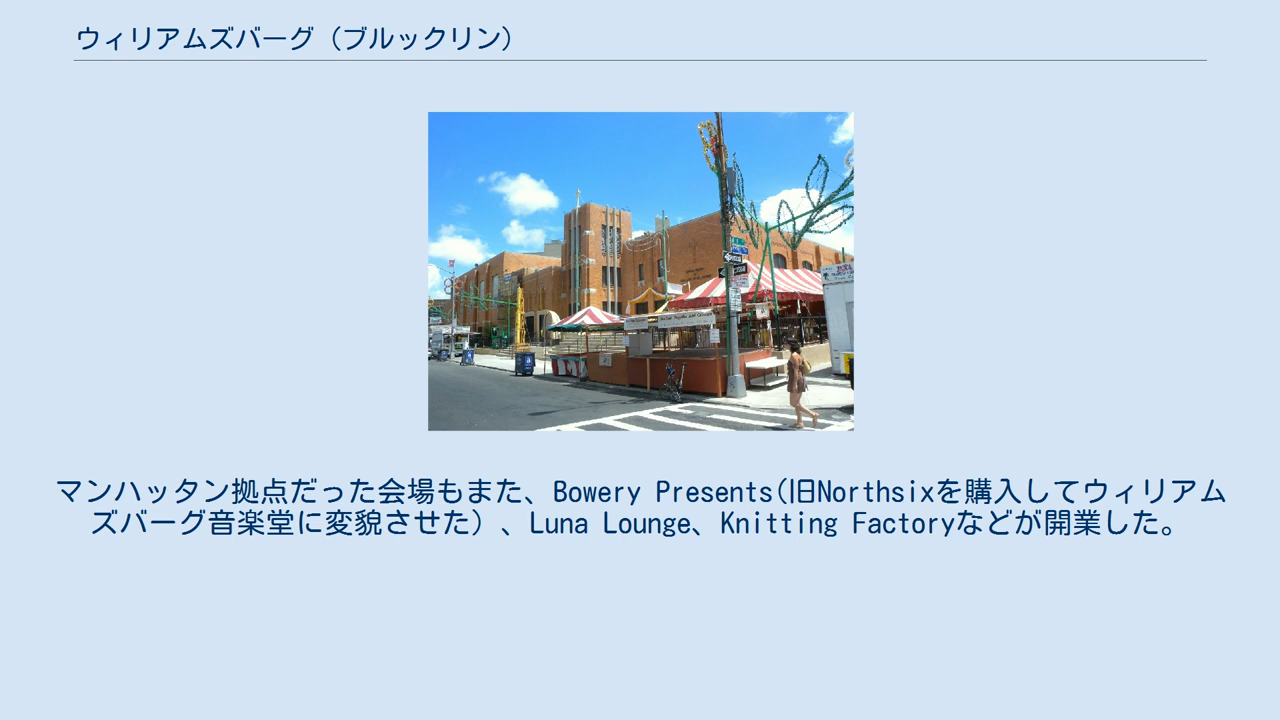 ウィリアムズバーグ（ブルックリン）
マンハッタン拠点だった会場もまた、Bowery Presents(旧Northsixを購入してウィリアム
ズバーグ音楽堂に変貌させた）、Luna Lounge、Knitting Factoryなどが開業した。